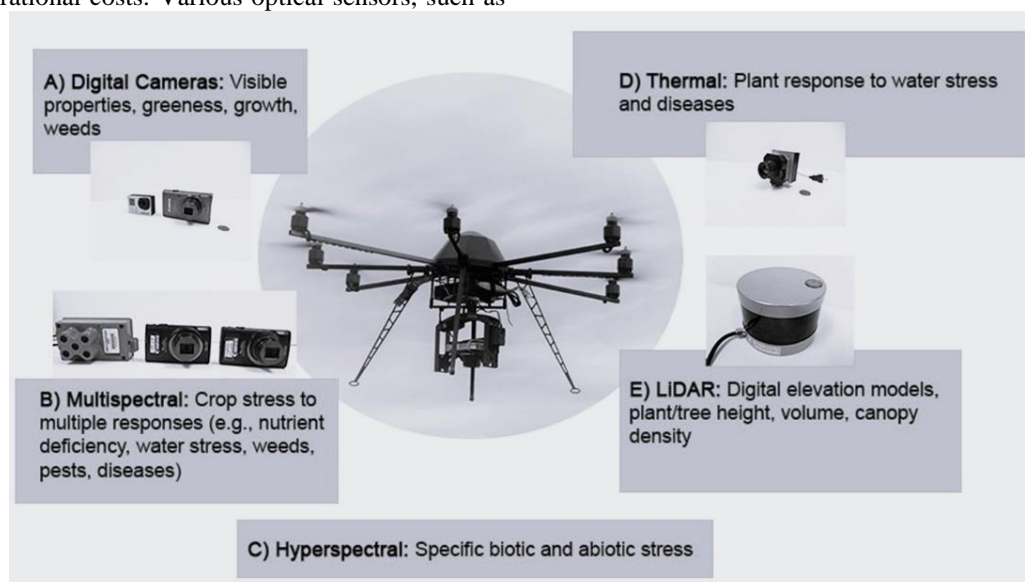 rational costs. Various optical sensors, such as
A) Digital Cameras: Visible
properties, greeness, growth,
weeds
D) Thermal: Plant response to water stress
and diseases
B) Multispectral: Crop stress to
multiple responses (e.g., nutrient
deficiency, water stress, weeds,
pests, diseases)
E) LiDAR: Digital elevation models,
plant/tree height, volume, canopy
density
C) Hyperspectral: Specific biotic and abiotic stress